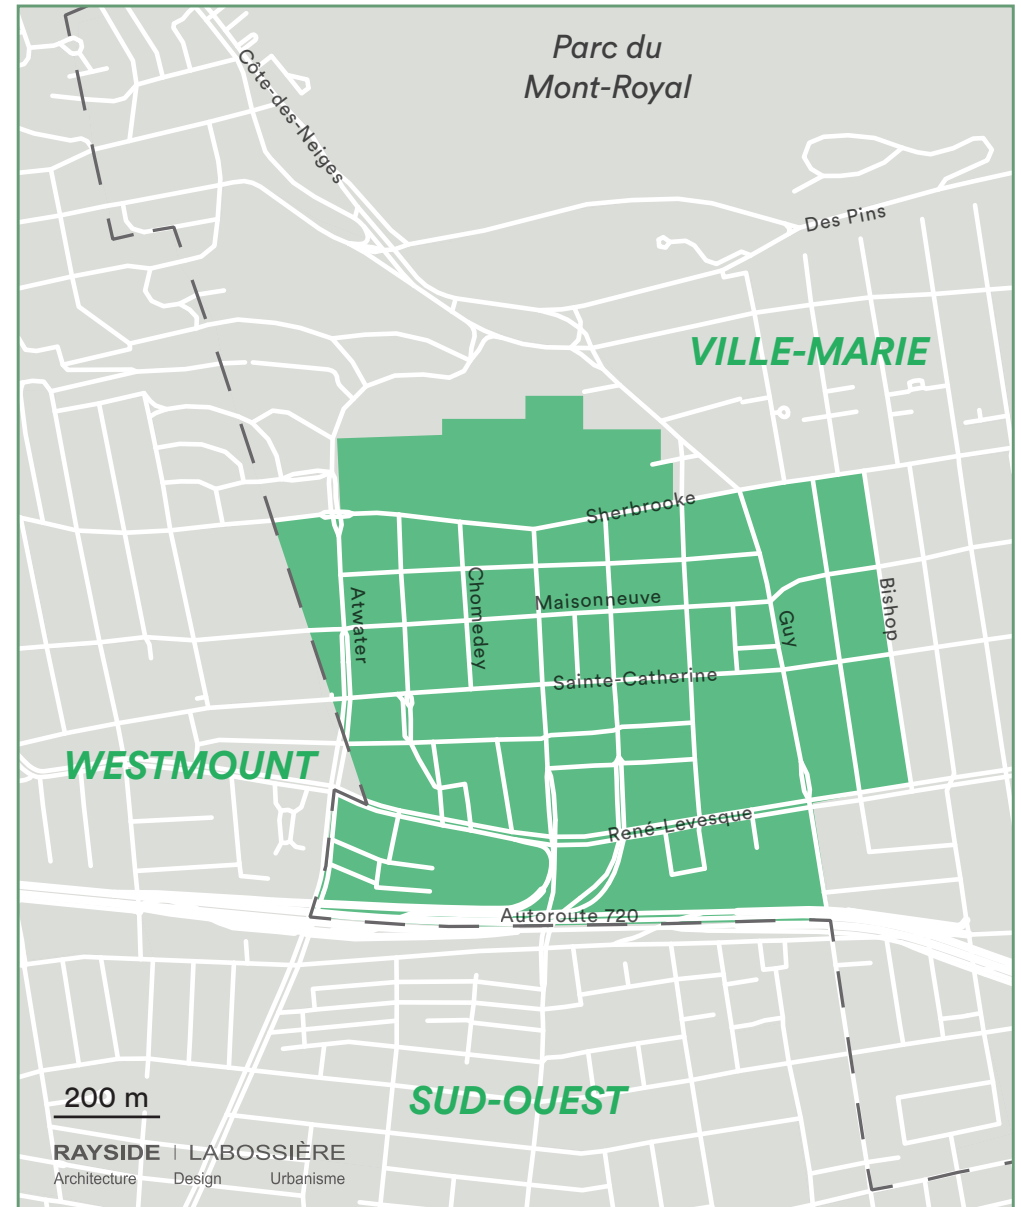 Parc du
Mont-Royal
Côte-des-Neiges
Des Pins
VILLE-MARIE
Sherbrooke
Atwater
Chomedey
Maisonneuve
Guy
Bishop
Sainte-Catherine
WESTMOUNT
René-Levesque
Autoroute 720
SUD-OUEST
200 m
RAYSIDE | LABOSSIÈRE
Architecture Design Urbanisme